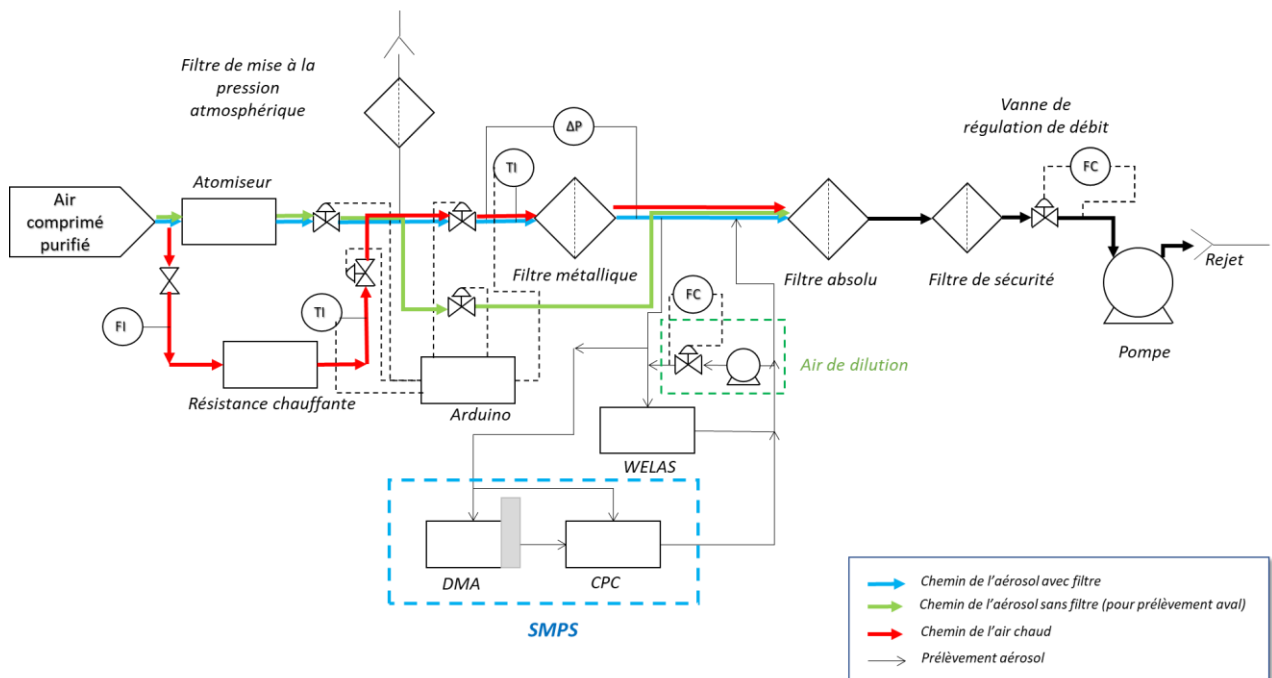 Filtre de mise à la
pression
atmosphérique
Vanne de
régulation de débit
ΔP
FC
TI
Atomiseur
Air
comprimé
purifié
Filtre métallique
Filtre absolu
Filtre de sécurité
Rejet
FC
FI
TI
Pompe
Air de dilution
Résistance chauffante
Arduino
WELAS
DMA
CPC
SMPS
Chemin de l'aérosol avec filtre
Chemin de l'aérosol sans filtre (pour prélèvement aval)
Chemin de l'air chaud
Prélèvement aérosol